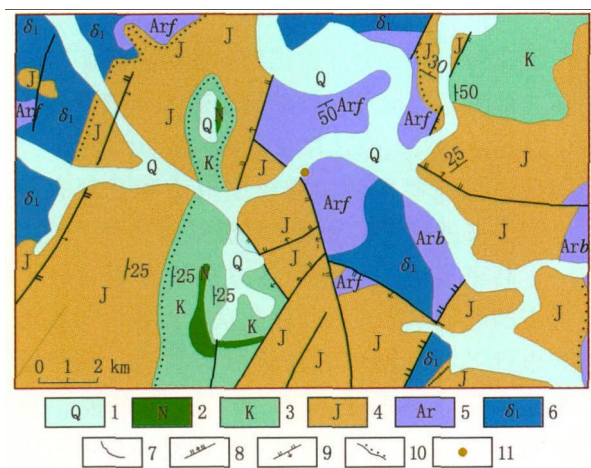 δ1 δ1 Arf J J δ1 J J K
J 30
Q 50
Arf δ1 J J Q N 50 Arf Arf
Q K J Q 25 J
δ1 Arf
J J Arb Arb
J Q J δ1
J 25 25 N 25 Arf
K K J J J J
0 1 2 km J δ1 J
Q 1 N 2 K 3 J 4 Ar 5 δ1 6
7 8 9 10 11